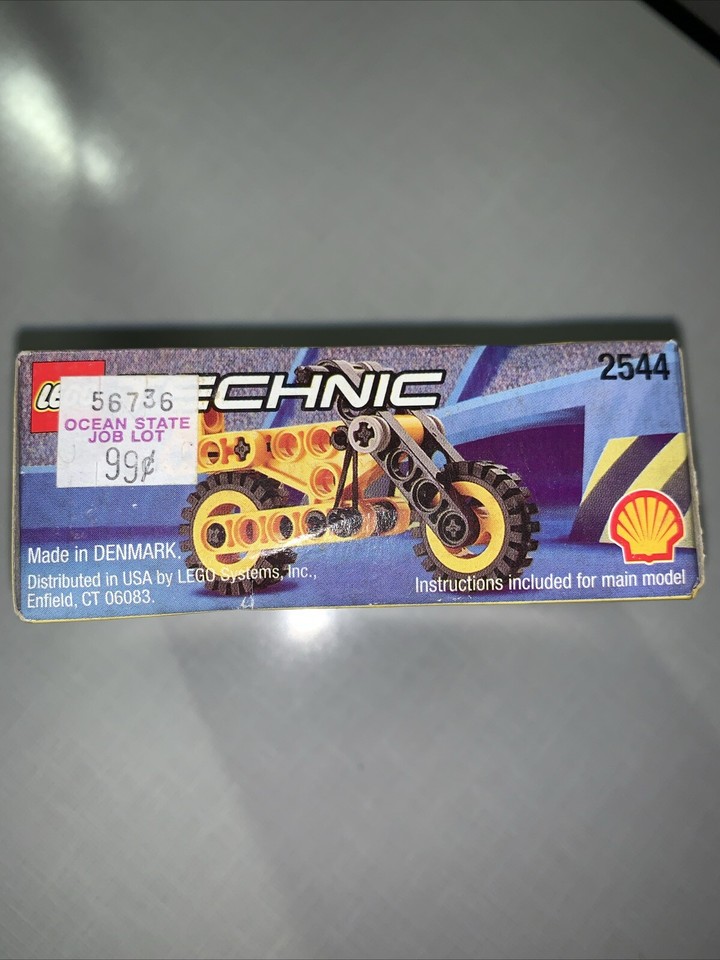 2544
ECHNIC
56736
OCEAN STATE
JOB LOT
99¢
Made in DENMARK.
Distributed in USA by LEGO Systems, Inc.,
Enfield, CT 06083.
Instructions included for main model